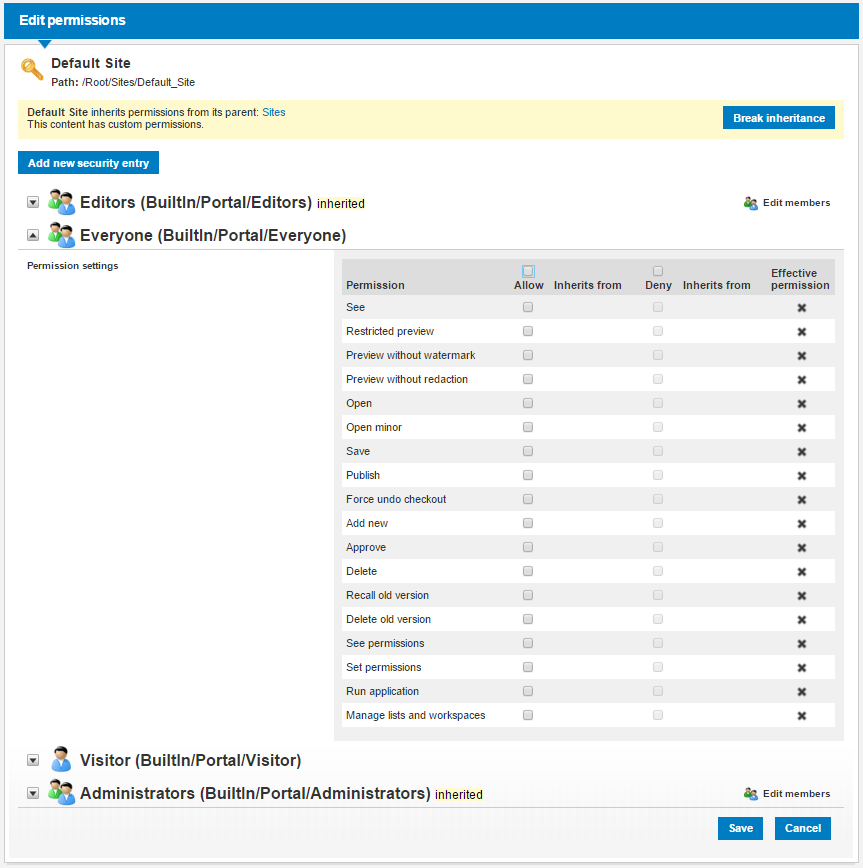 Edit permissions
Default Site
Path: /Root/Sites/Default_Site
Default Site inherits permissions from its parent: Sites
This content has custom permissions.
Break inheritance
Add new security entry
Editors (BuiltIn/Portal/Editors) inherited
Edit members
Everyone (BuiltIn/Portal/Everyone)
Permission settings
Permission Allow Inherits from Deny Inherits from Effective permission
See
Restricted preview
Preview without watermark
Preview without redaction
Open
Open minor
Save
Publish
Force undo checkout
Add new
Approve
Delete
Recall old version
Delete old version
See permissions
Set permissions
Run application
Manage lists and workspaces
Visitor (BuiltIn/Portal/Visitor)
Administrators (BuiltIn/Portal/Administrators) inherited
Edit members
Save
Cancel